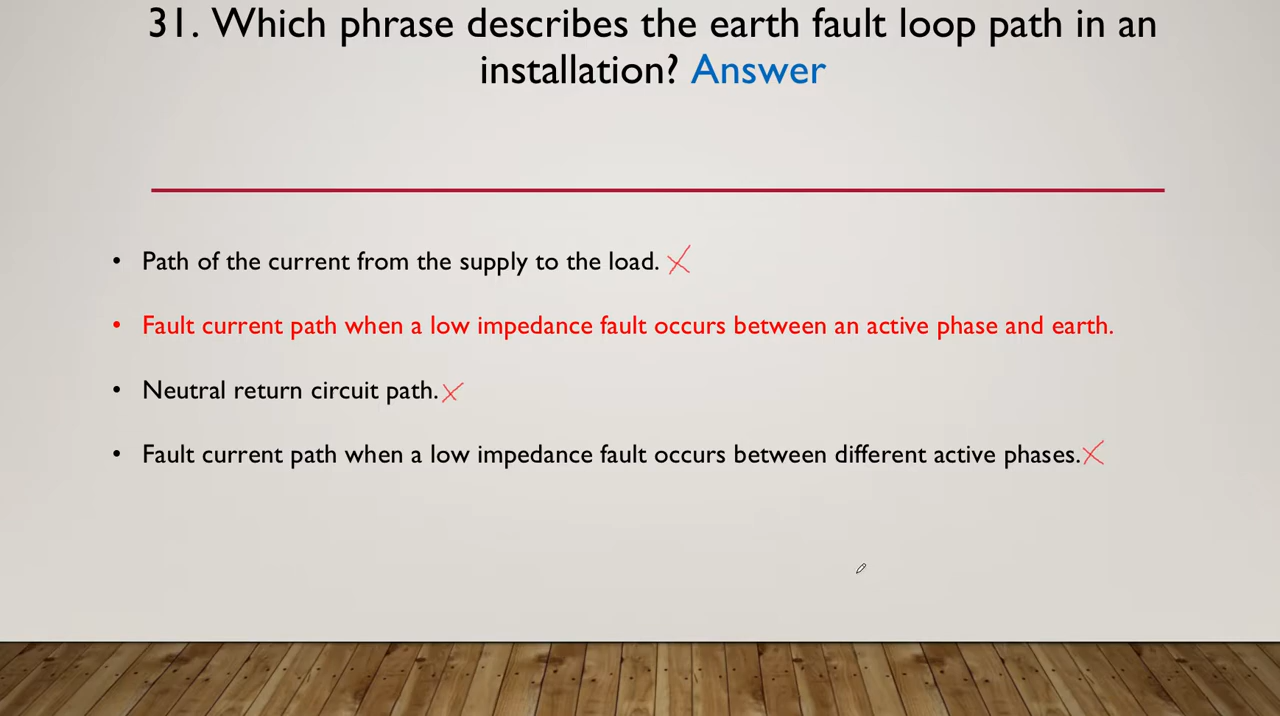 31. Which phrase describes the earth fault loop path in an
installation? Answer
• Path of the current from the supply to the load.
• Fault current path when a low impedance fault occurs between an active phase and earth.
• Neutral return circuit path.
• Fault current path when a low impedance fault occurs between different active phases.